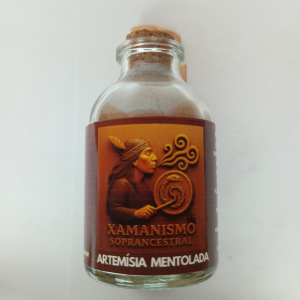 XAMANISMO
SOPRANCESTRAL
ARTEMÍSIA MENTOLADA